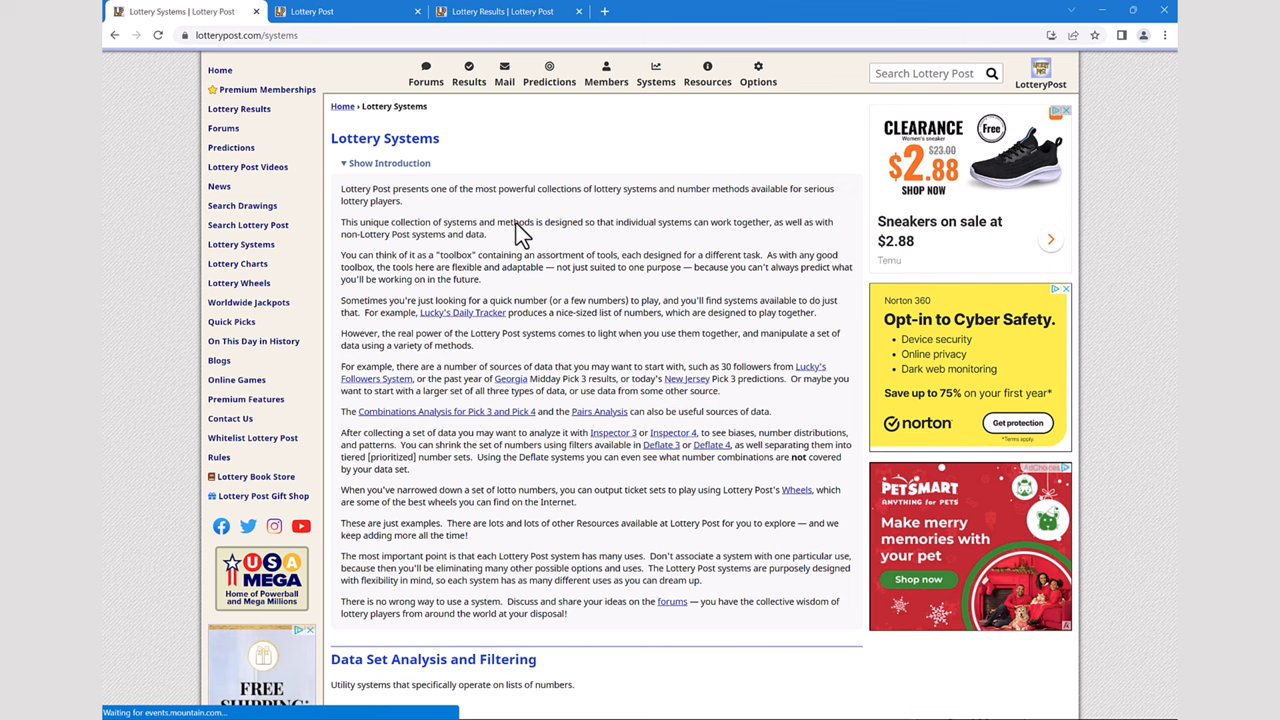 Lottery Systems | Lottery Post
Lottery Post
Lottery Results | Lottery Post
lotterypost.com/systems
Home
Premium Memberships
Lottery Results
Forums
Predictions
Lottery Post Videos
News
Search Drawings
Search Lottery Post
Lottery Systems
Lottery Charts
Lottery Wheels
Worldwide Jackpots
Quick Picks
On This Day in History
Blogs
Online Games
Premium Features
Contact Us
Whitelist Lottery Post
Rules
Lottery Book Store
Lottery Post Gift Shop
USA
MEGA
Home of Powerball
and Mega Millions
FREE
SHIPPING
Forums Results Mail Predictions Members Systems Resources Options
Search Lottery Post
LotteryPost
Home › Lottery Systems
Lottery Systems
▾ Show Introduction
Lottery Post presents one of the most powerful collections of lottery systems and number methods available for serious
lottery players.
This unique collection of systems and methods is designed so that individual systems can work together, as well as with
non-Lottery Post systems and data.
You can think of it as a "toolbox" containing an assortment of tools, each designed for a different task. As with any good
toolbox, the tools here are flexible and adaptable — not just suited to one purpose — because you can't always predict what
you'll be working on in the future.
Sometimes you're just looking for a quick number (or a few numbers) to play, and you'll find systems available to do just
that. For example, Lucky's Daily Tracker produces a nice-sized list of numbers, which are designed to play together.
However, the real power of the Lottery Post systems comes to light when you use them together, and manipulate a set of
data using a variety of methods.
For example, there are a number of sources of data that you may want to start with, such as 30 followers from Lucky's
Followers System, or the past year of Georgia Midday Pick 3 results, or today's New Jersey Pick 3 predictions. Or maybe you
want to start with a larger set of all three types of data, or use data from some other source.
The Combinations Analysis for Pick 3 and Pick 4 and the Pairs Analysis can also be useful sources of data.
After collecting a set of data you may want to analyze it with Inspector 3 or Inspector 4, to see biases, number distributions,
and patterns. You can shrink the set of numbers using filters available in Deflate 3 or Deflate 4, as well separating them into
tiered [prioritized] number sets. Using the Deflate systems you can even see what number combinations are not covered
by your data set.
When you've narrowed down a set of lotto numbers, you can output ticket sets to play using Lottery Post's Wheels, which
are some of the best wheels you can find on the Internet.
These are just examples. There are lots and lots of other Resources available at Lottery Post for you to explore — and we
keep adding more all the time!
The most important point is that each Lottery Post system has many uses. Don't associate a system with one particular use,
because then you'll be eliminating many other possible options and uses. The Lottery Post systems are purposely designed
with flexibility in mind, so each system has as many different uses as you can dream up.
There is no wrong way to use a system. Discuss and share your ideas on the forums — you have the collective wisdom of
lottery players from around the world at your disposal!
Data Set Analysis and Filtering
Utility systems that specifically operate on lists of numbers.
CLEARANCE
Women's sneaker
$23.00
$2.88
SHOP NOW
Free
Sneakers on sale at
$2.88
Temu
Norton 360
Opt-in to Cyber Safety.
• Device security
• Online privacy
• Dark web monitoring
Save up to 75% on your first year*
norton
Get protection
*Terms apply.
AdChoices
PETSMART
ANYTHING for PETS
Make merry
memories with
your pet
Shop now
Waiting for events.mountain.com...